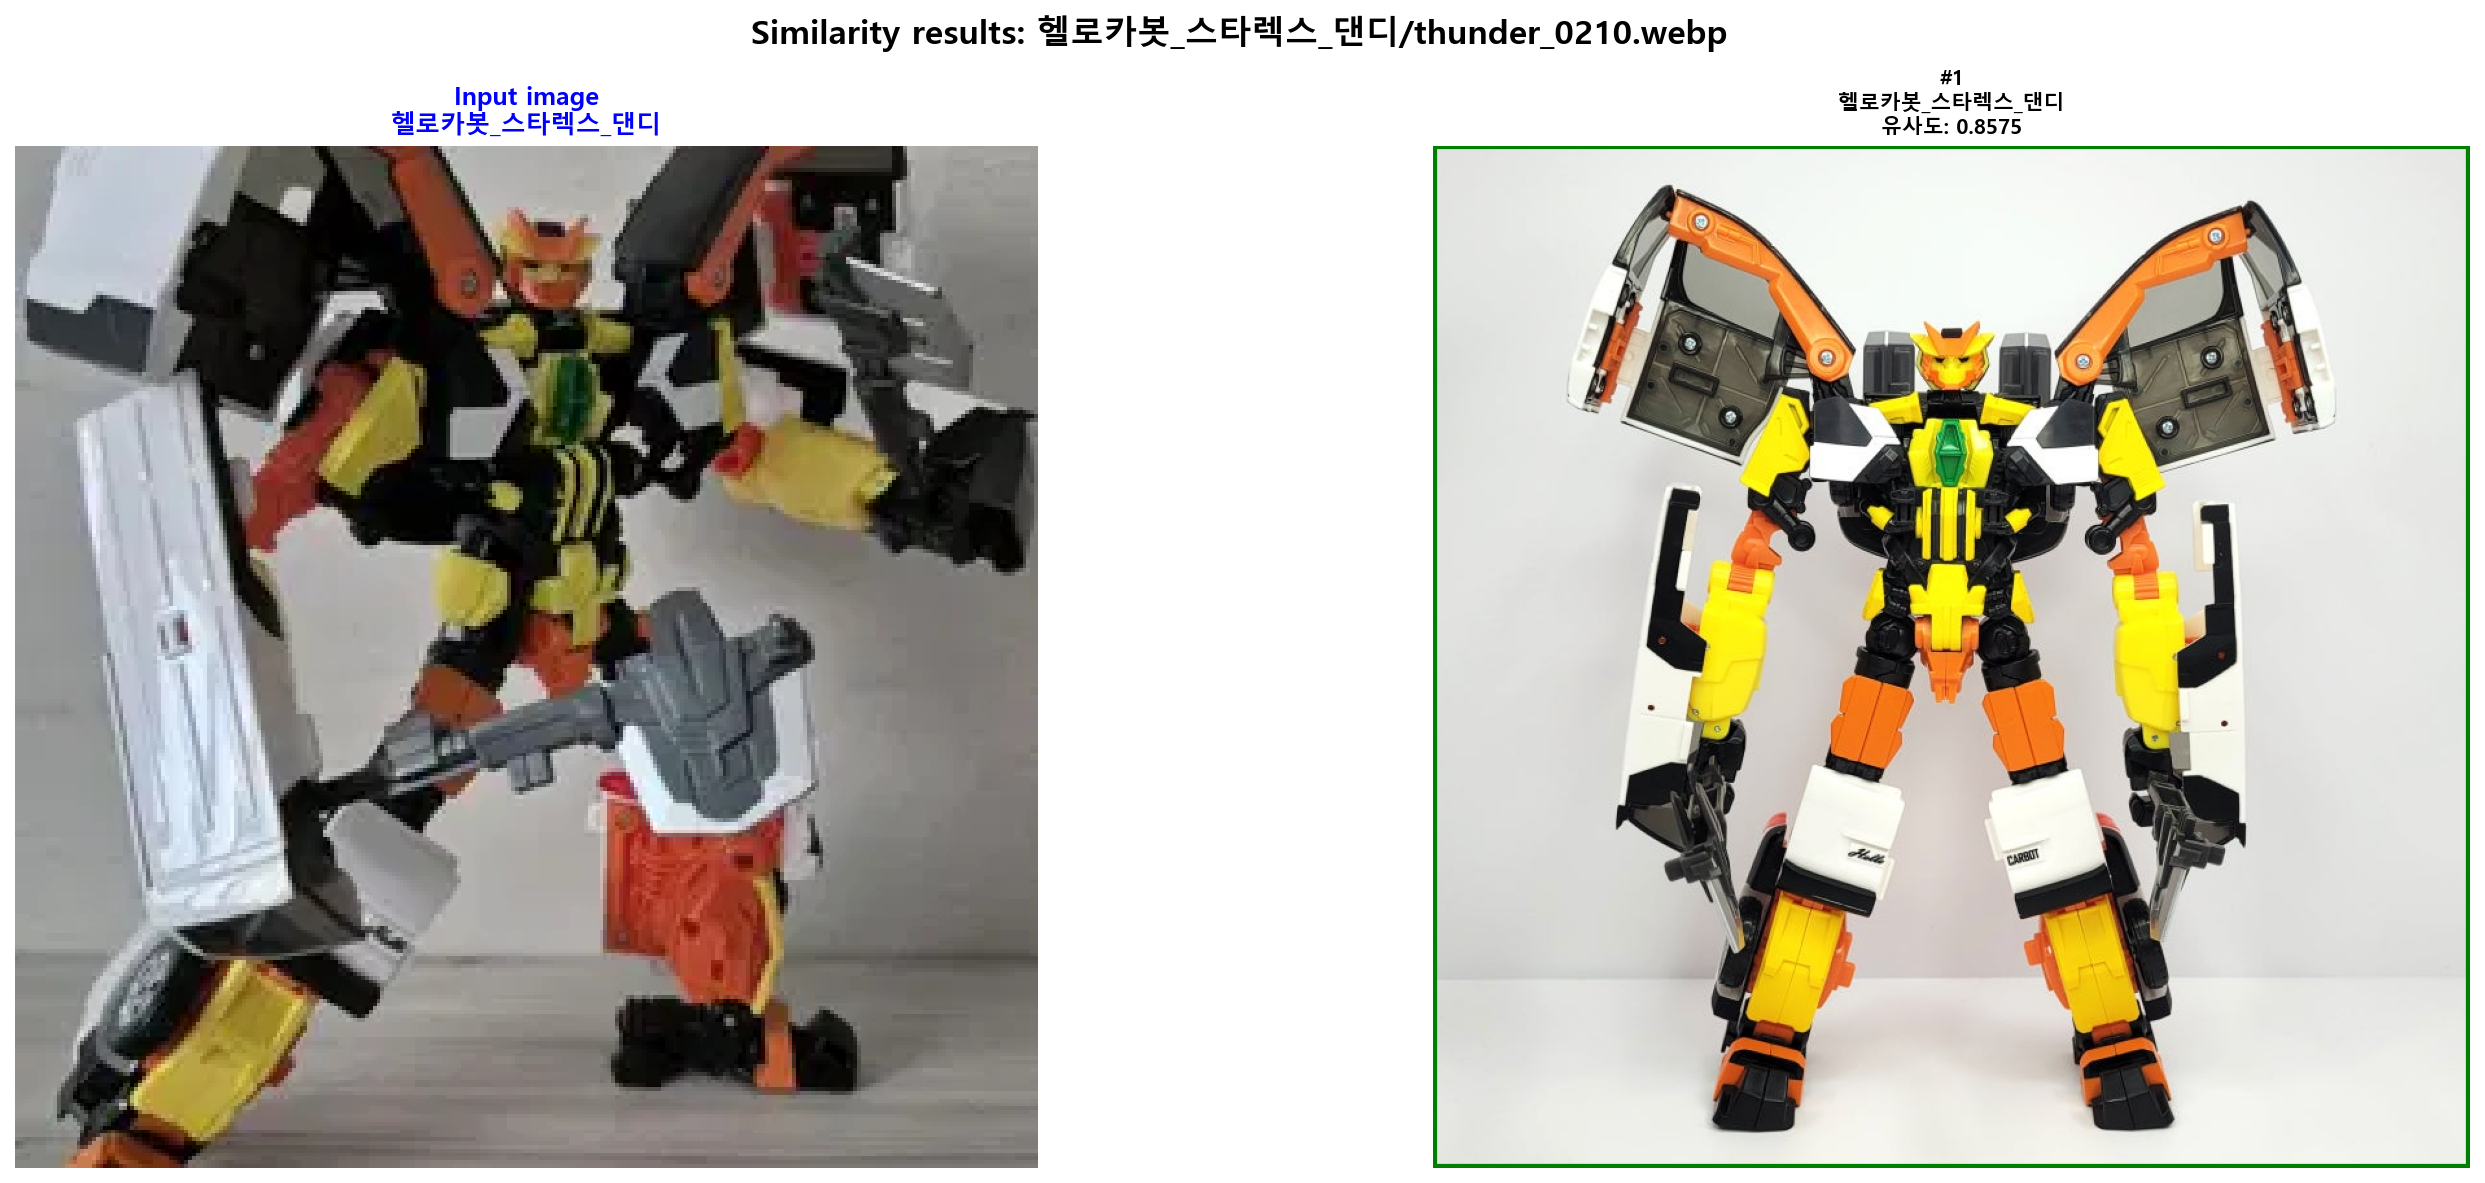 Similarity results: 헬로카봇_스타렉스_댄디/thunder_0210.webp
Input image
헬로카봇_스타렉스_댄디
#1
헬로카봇_스타렉스_댄디
유사도: 0.8575
Hello
CARBOT